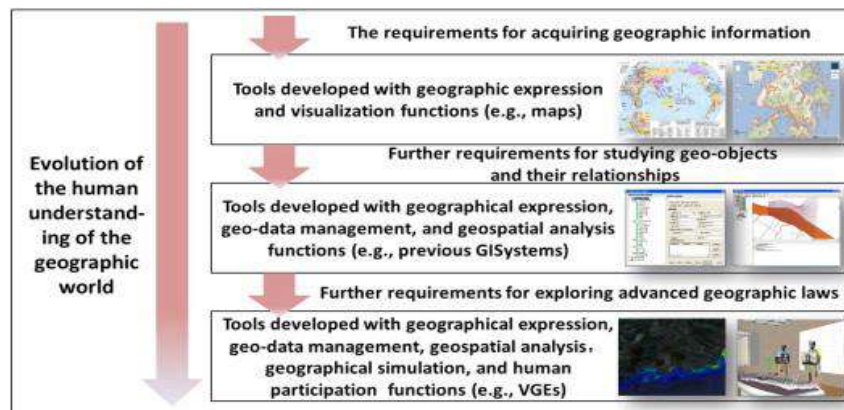 The requirements for acquiring geographic information
Tools developed with geographic expression
and visualization functions (e.g., maps)
Further requirements for studying geo-objects
and their relationships
Evolution of
the human
understand-
ing of the
geographic
world
Tools developed with geographical expression,
geo-data management, and geospatial analysis
functions (e.g., previous GISystems)
Further requirements for exploring advanced geographic laws
Tools developed with geographical expression,
geo-data management, geospatial analysis,
geographical simulation, and human
participation functions (e.g., VGEs)